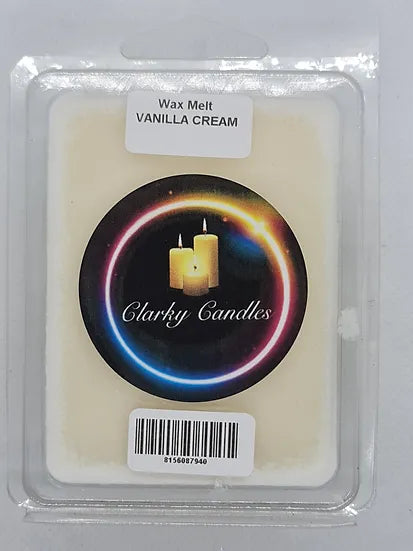 Wax Melt
VANILLA CREAM
Clarky Candles
8156087940